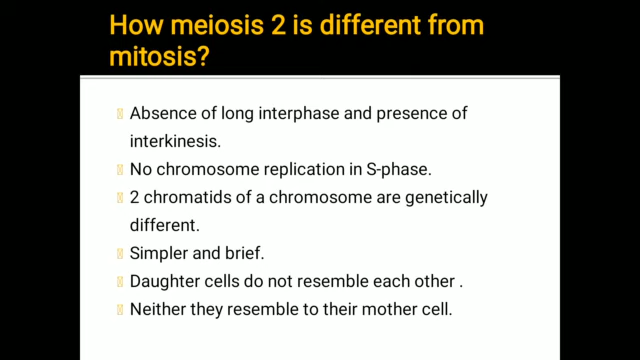 How meiosis 2 is different from
mitosis?
Absence of long interphase and presence of
interkinesis.
No chromosome replication in S-phase.
2 chromatids of a chromosome are genetically
different.
Simpler and brief.
Daughter cells do not resemble each other .
Neither they resemble to their mother cell.